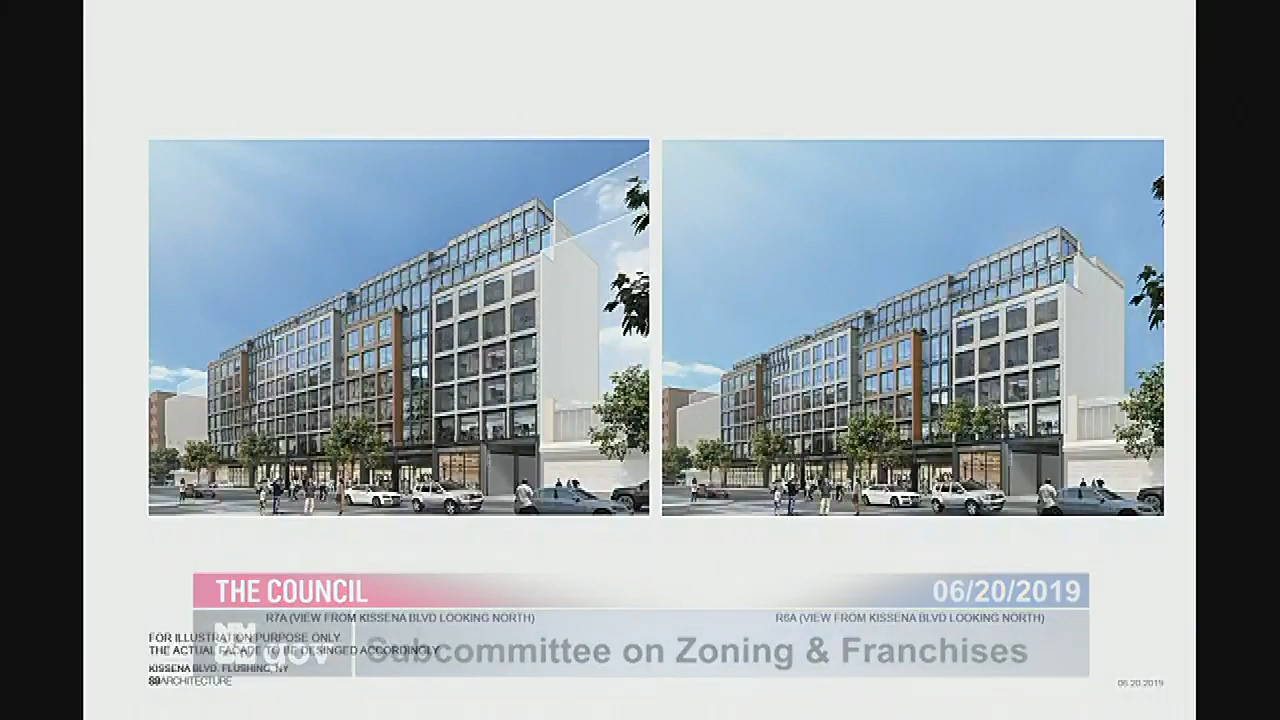 THE COUNCIL
06/20/2019
R7A (VIEW FROM KISSENA BLVD LOOKING NORTH)
R6A (VIEW FROM KISSENA BLVD LOOKING NORTH)
FOR ILLUSTRATION PURPOSE ONLY.
THE ACTUAL FACADE TO BE DESINGED ACCORDINGLY
Subcommittee on Zoning & Franchises
KISSENA BLVD. FLUSHING, NY
ARCHITECTURE
06.20.2019